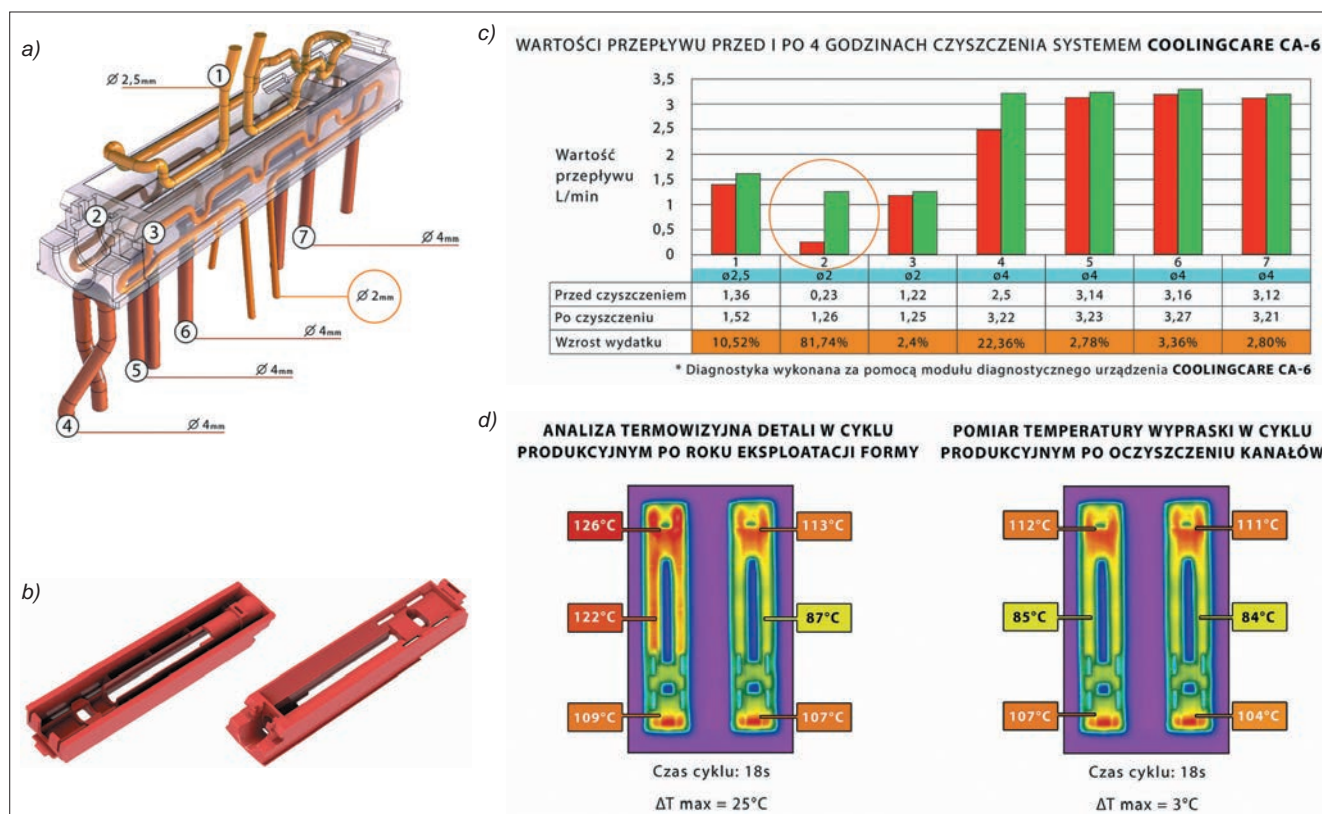 a)
1
Ø 2,5mm
2
3
7
Ø 4mm
Ø 2mm
6
Ø 4mm
5
Ø 4mm
4
Ø 4mm
b)
c)
WARTOŚCI PRZEPŁYWU PRZED I PO 4 GODZINACH CZYSZCZENIA SYSTEMEM COOLINGCARE CA-6
Wartość
przepływu
L/min
3,5
3
2,5
2
1,5
1
0,5
0
1 2 3 4 5 6 7
ø2,5 ø2 ø2 ø4 ø4 ø4 ø4
Przed czyszczeniem 1,36 0,23 1,22 2,5 3,14 3,16 3,12
Po czyszczeniu 1,52 1,26 1,25 3,22 3,23 3,27 3,21
Wzrost wydatku 10,52% 81,74% 2,4% 22,36% 2,78% 3,36% 2,80%
* Diagnostyka wykonana za pomocą modułu diagnostycznego urządzenia COOLINGCARE CA-6
d)
ANALIZA TERMOWIZYJNA DETALI W CYKLU
PRODUKCYJNYM PO ROKU EKSPLOATACJI FORMY
126°C 113°C
122°C 87°C
109°C 107°C
Czas cyklu: 18s
ΔT max = 25°C
POMIAR TEMPERATURY WYPRASKI W CYKLU
PRODUKCYJNYM PO OCZYSZCZENIU KANAŁÓW
112°C 111°C
85°C 84°C
107°C 104°C
Czas cyklu: 18s
ΔT max = 3°C